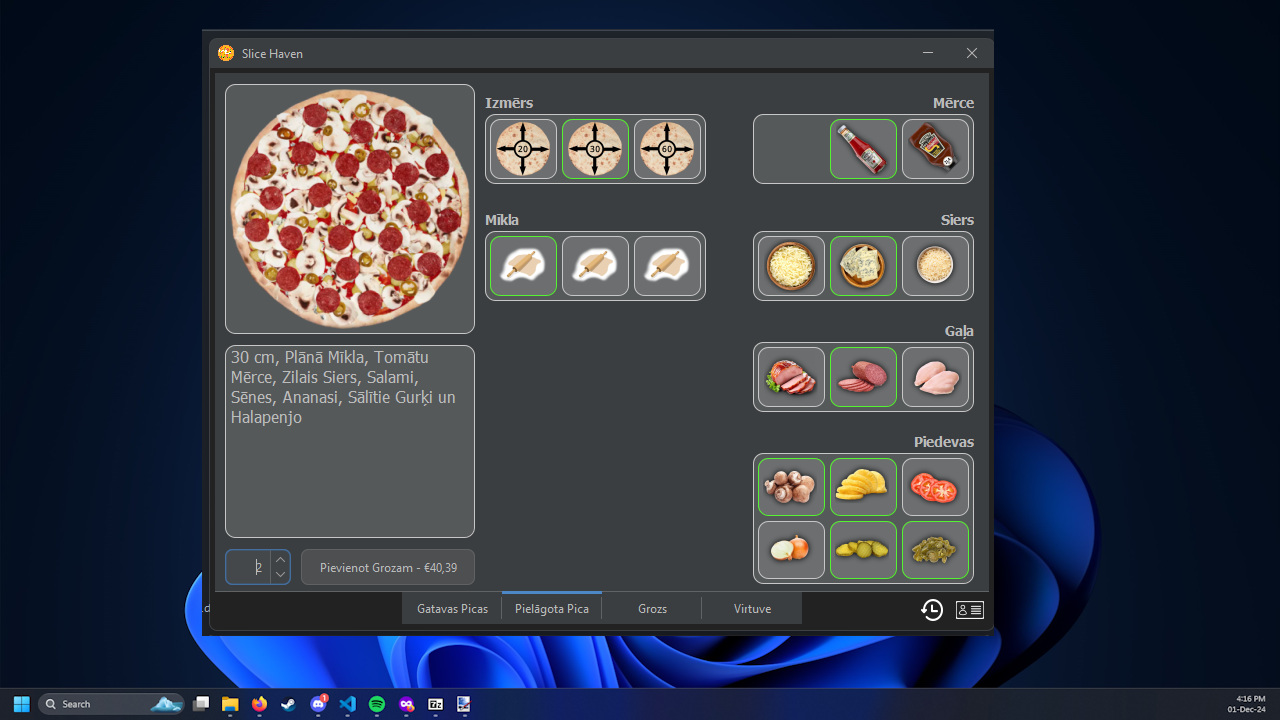 Slice Haven
Izmērs
Mērce
20
30
60
Mīkla
Siers
Gaļa
Piedevas
30 cm, Plānā Mīkla, Tomātu
Mērce, Zilais Siers, Salami,
Sēnes, Ananasi, Sālītie Gurķi un
Halapenjo
2
Pievienot Grozam - €40,39
Gatavas Picas
Pielāgota Pica
Grozs
Virtuve
Search
1
7z
4:16 PM
01-Dec-24